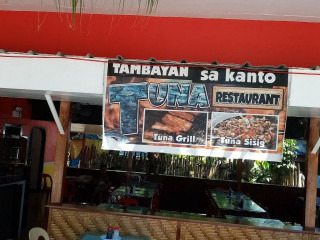 TAMBAYAN sa kanto
TUNA RESTAURANT
Tuna Grill Tuna Sisig